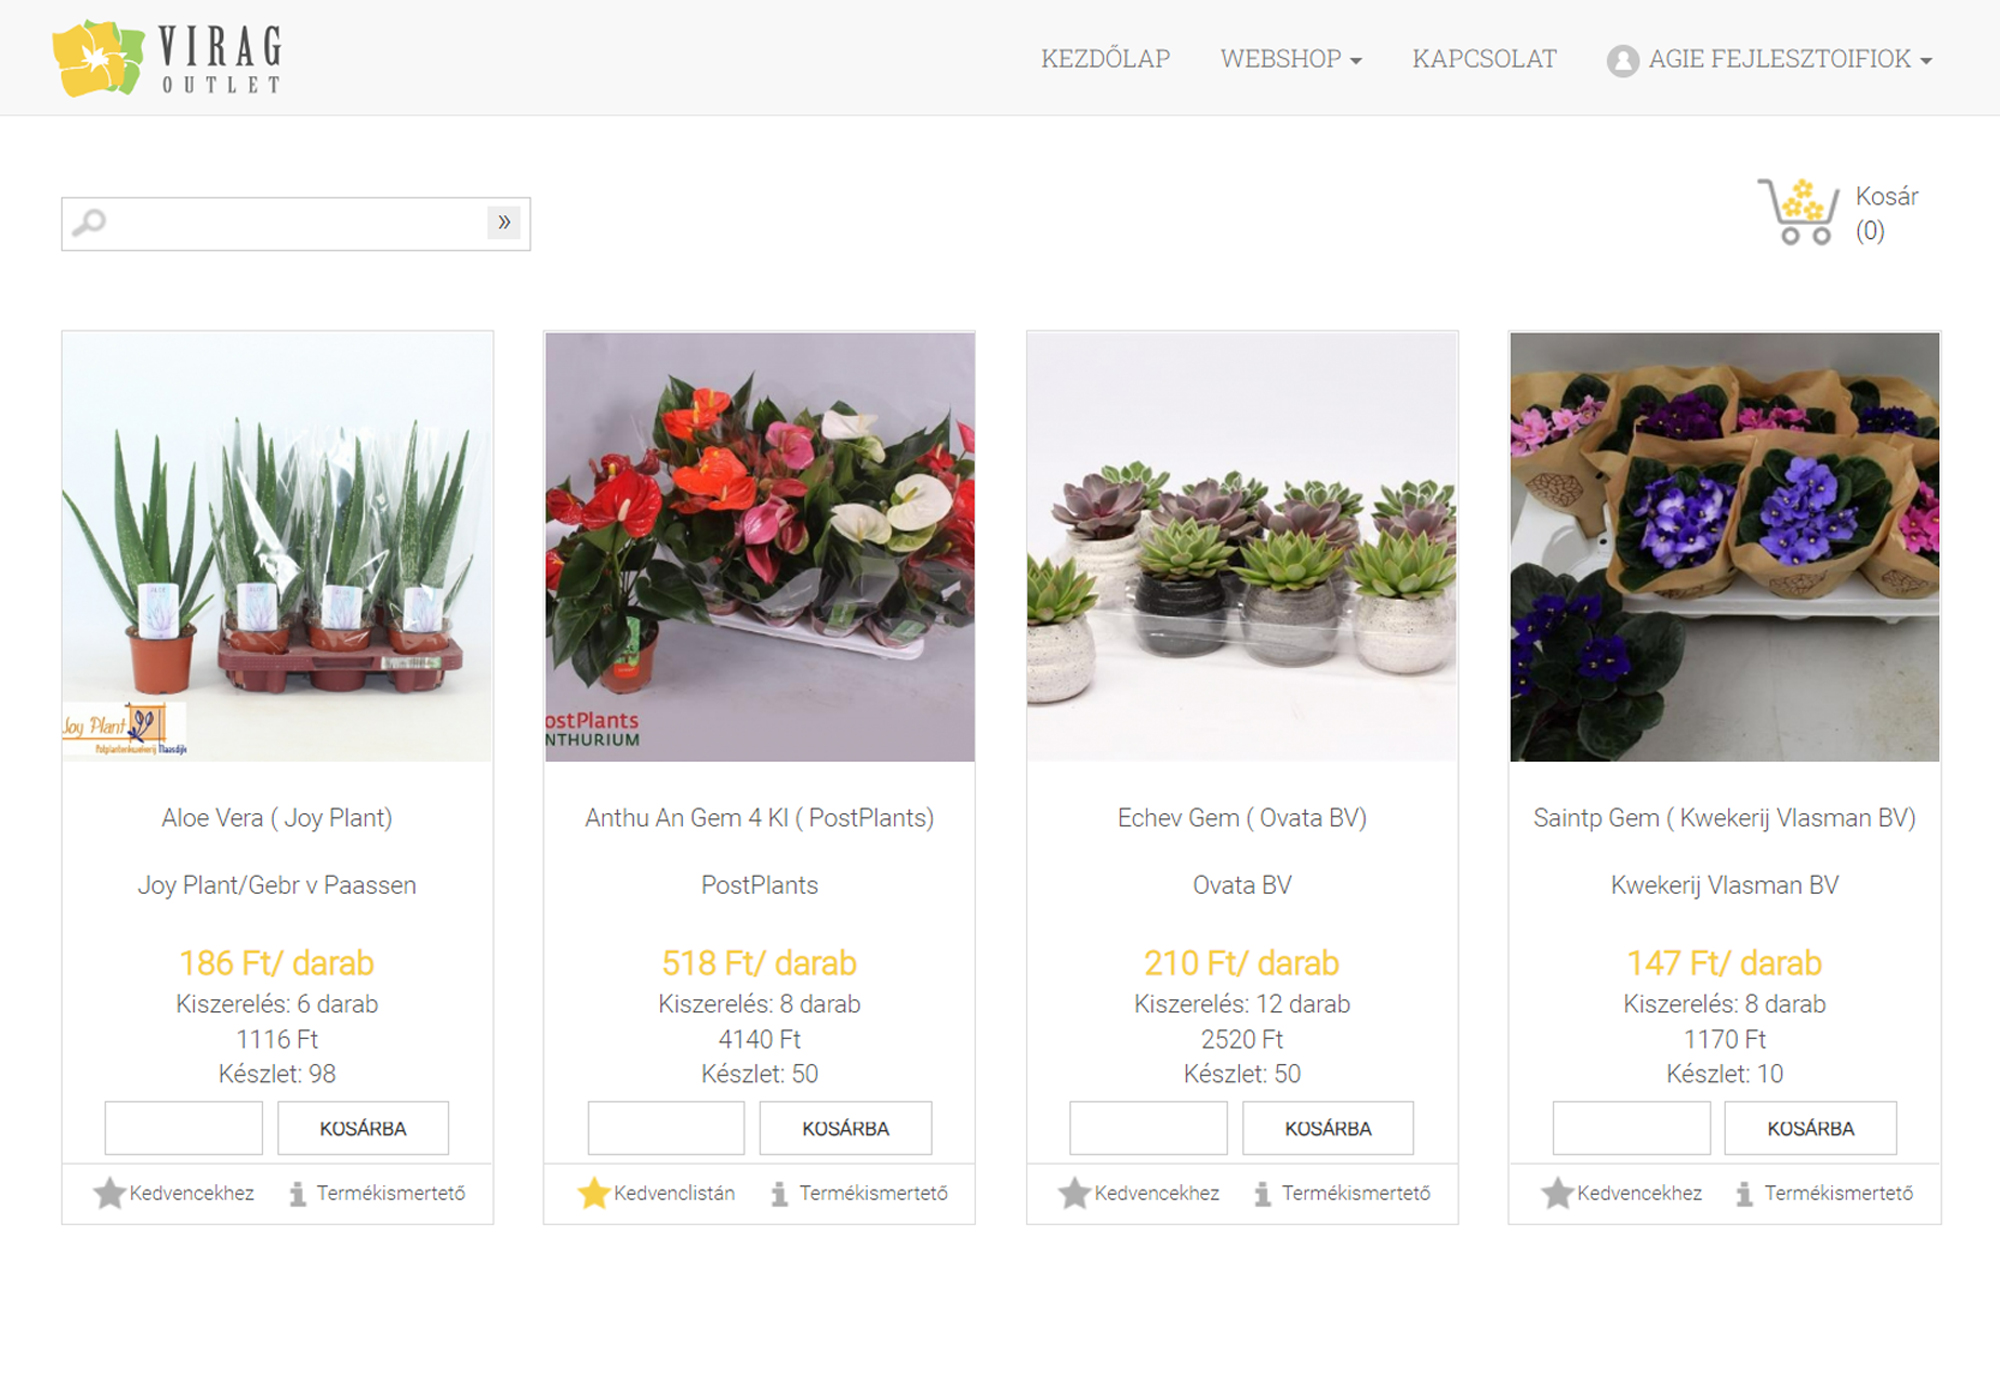 VIRAG
OUTLET
KEZDŐLAP
WEBSHOP
KAPCSOLAT
AGIE FEJLESZTOIFIOK
»
Kosár
(0)
Joy Plant
Potplantenkwekerij Maasdijk
Aloe Vera ( Joy Plant)
Joy Plant/Gebr v Paassen
186 Ft/ darab
Kiszerelés: 6 darab
1116 Ft
Készlet: 98
KOSÁRBA
Kedvencekhez
Termékismertető
ostPlants
NTHURIUM
Anthu An Gem 4 Kl ( PostPlants)
PostPlants
518 Ft/ darab
Kiszerelés: 8 darab
4140 Ft
Készlet: 50
KOSÁRBA
Kedvenclistán
Termékismertető
Echev Gem ( Ovata BV)
Ovata BV
210 Ft/ darab
Kiszerelés: 12 darab
2520 Ft
Készlet: 50
KOSÁRBA
Kedvencekhez
Termékismertető
Saintp Gem ( Kwekerij Vlasman BV)
Kwekerij Vlasman BV
147 Ft/ darab
Kiszerelés: 8 darab
1170 Ft
Készlet: 10
KOSÁRBA
Kedvencekhez
Termékismertető